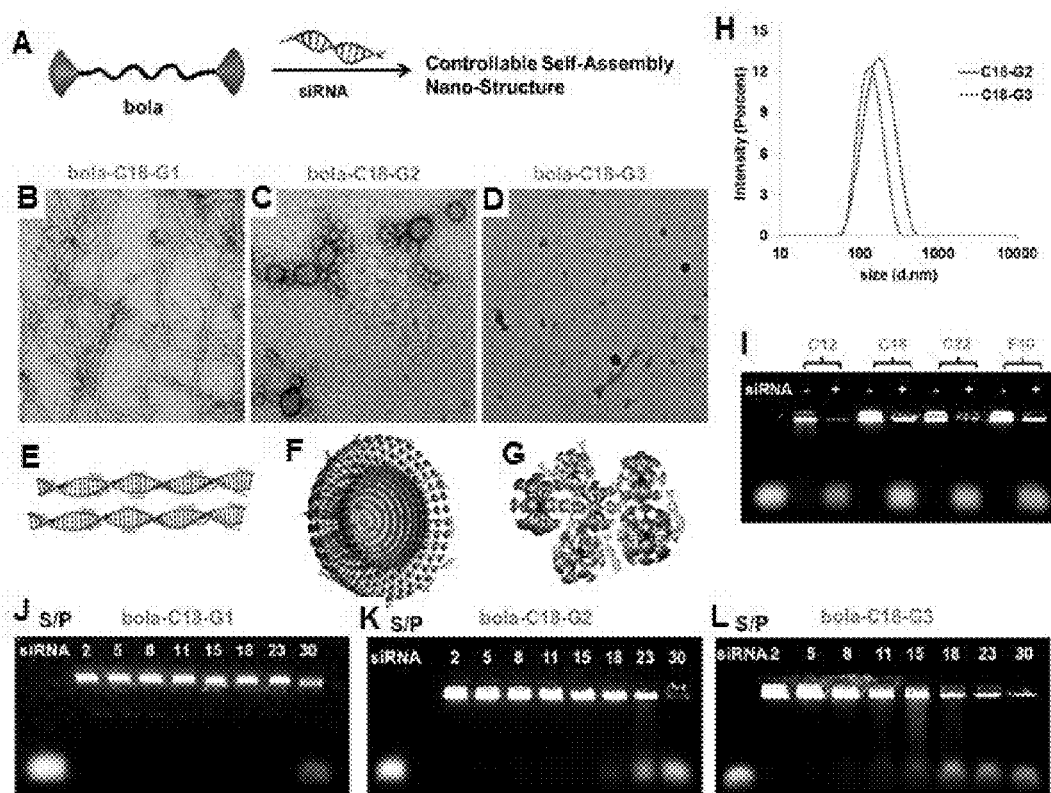 A
bola
siRNA
Controllable Self-Assembly
Nano-Structure
H
Intensity (Percent)
15
12
9
6
3
0
C18-G2
C18-G3
10 100 1000 10000
size (d.nm)
bola-C18-G1 bola-C18-G2 bola-C18-G3
B C D
I
C12 C18 C22 F10
siRNA - + - + - + - +
E F G
J S/P bola-C18-G1
siRNA 2 5 8 11 15 18 23 30
K S/P bola-C18-G2
siRNA 2 5 8 11 15 18 23 30
L S/P bola-C18-G3
siRNA 2 5 8 11 15 18 23 30